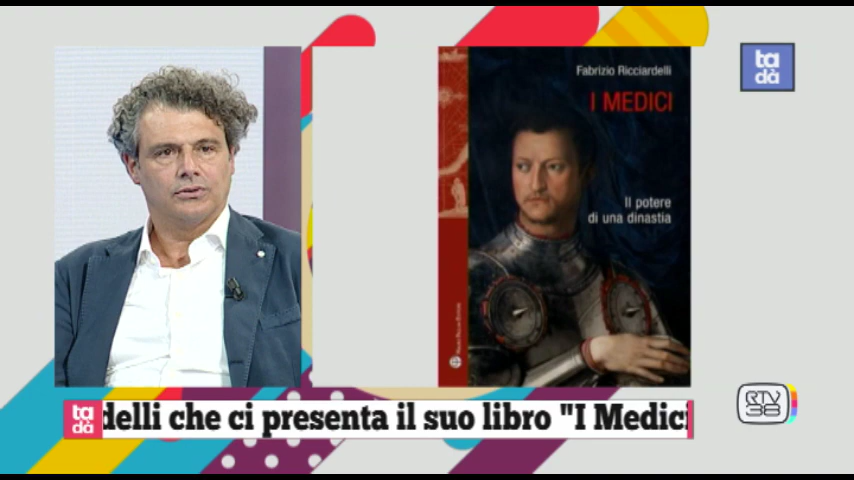 ta
dà
Fabrizio Ricciardelli
I MEDICI
Il potere
di una dinastia
ta
dà
delli che ci presenta il suo libro "I Medici
RTV
38